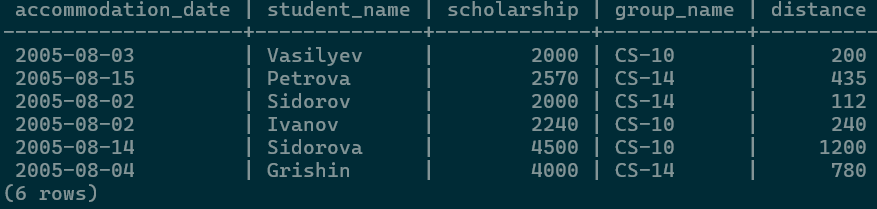 accommodation_date | student_name | scholarship | group_name | distance
-------------------+--------------+-------------+------------+----------
2005-08-03         | Vasilyev     |        2000 | CS-10      |      200
2005-08-15         | Petrova      |        2570 | CS-14      |      435
2005-08-02         | Sidorov      |        2000 | CS-14      |      112
2005-08-02         | Ivanov       |        2240 | CS-10      |      240
2005-08-14         | Sidorova     |        4500 | CS-10      |     1200
2005-08-04         | Grishin      |        4000 | CS-14      |      780
(6 rows)